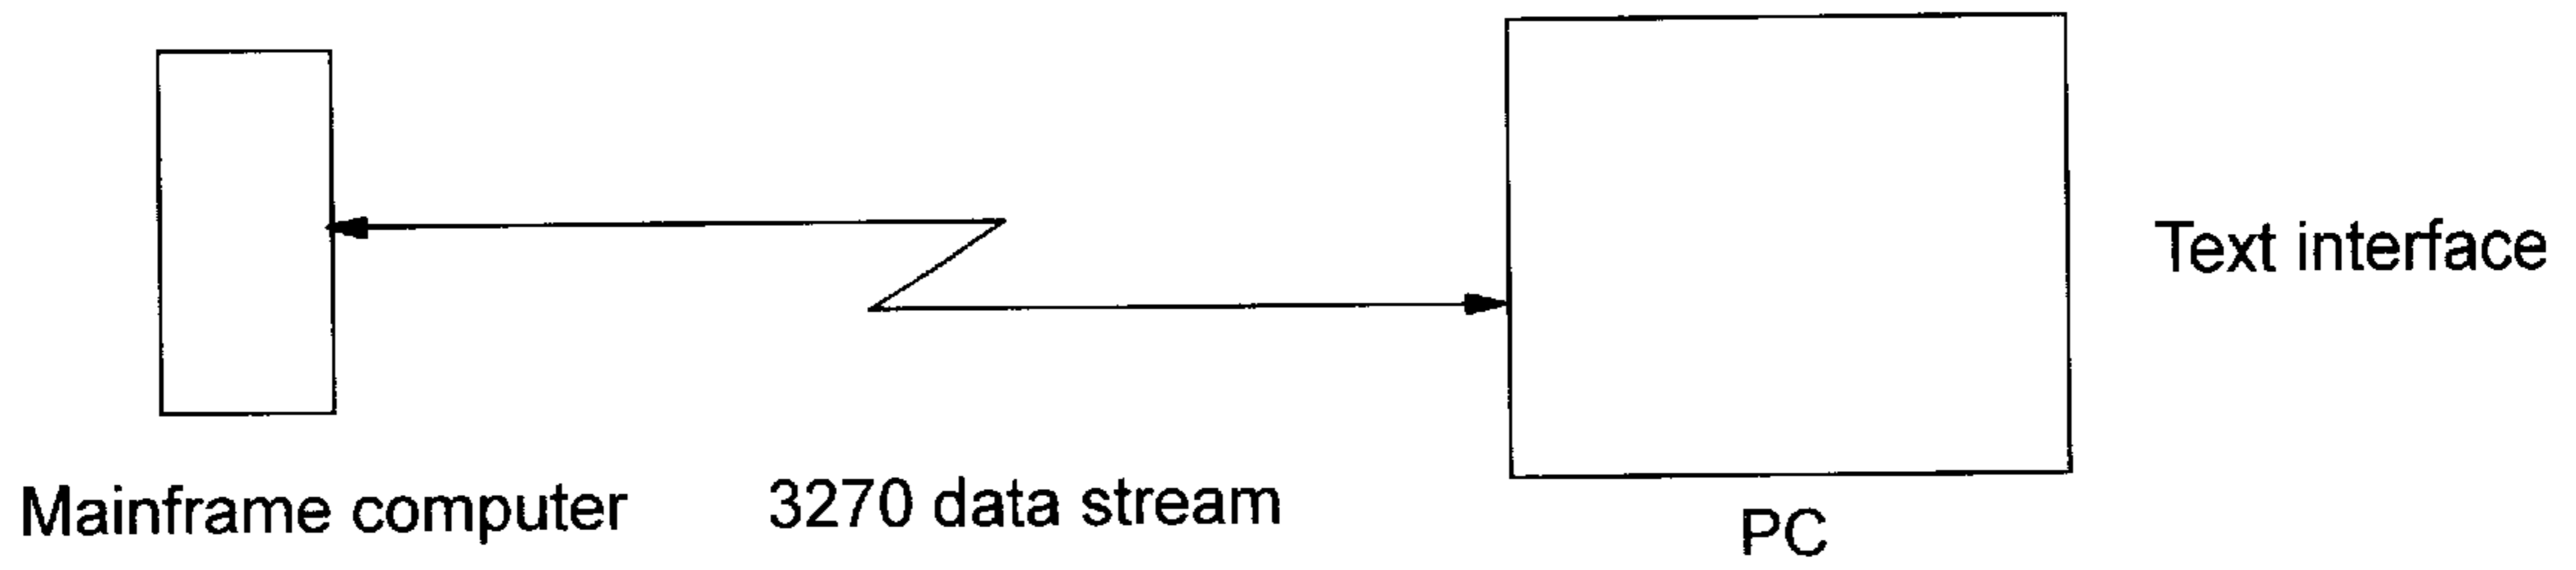 Text interface
Mainframe computer
3270 data stream
PC